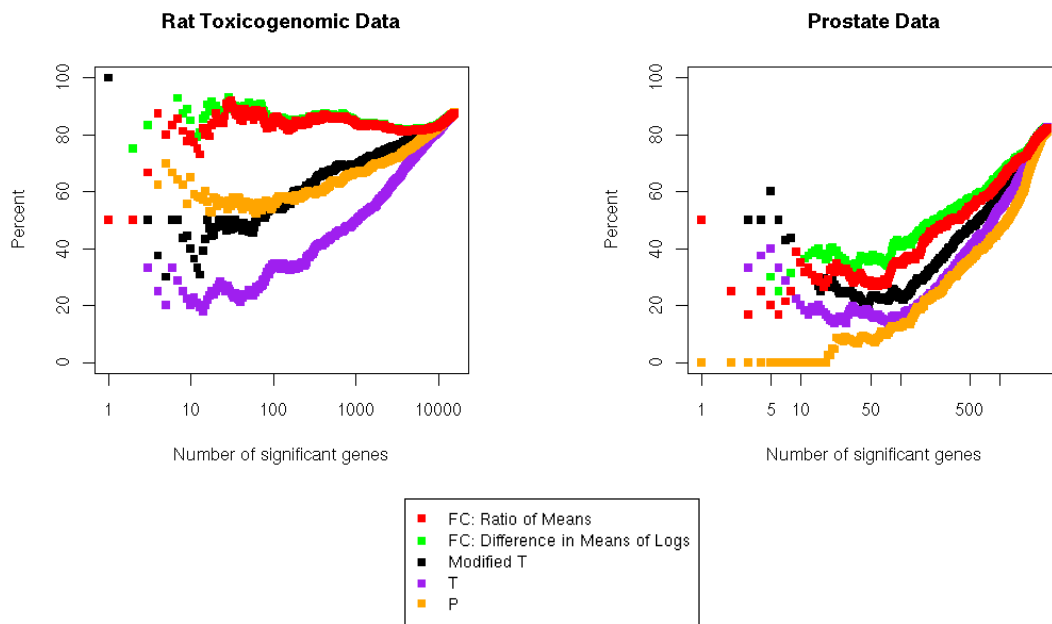 Rat Toxicogenomic Data
Prostate Data
Percent
100
80
60
40
20
0
1
10
100
1000
10000
Number of significant genes
Percent
100
80
60
40
20
0
1
5
10
50
500
Number of significant genes
FC: Ratio of Means
FC: Difference in Means of Logs
Modified T
T
P